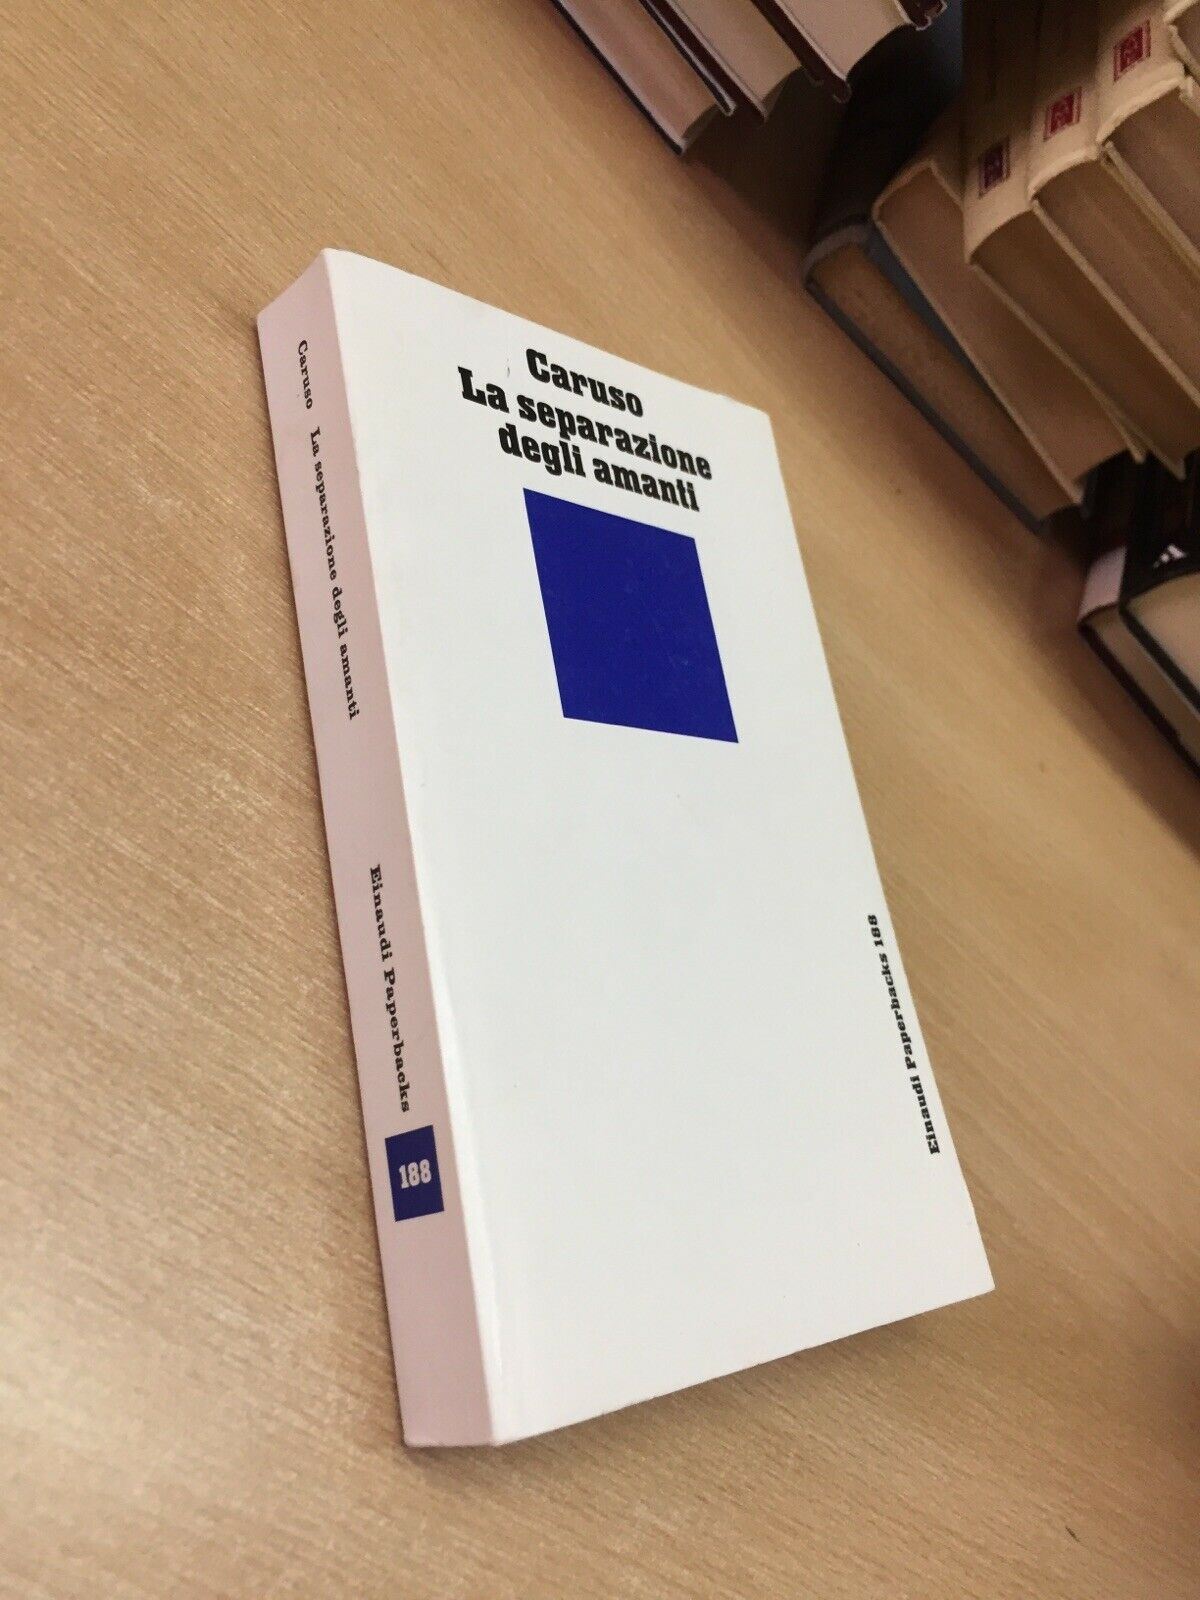 Caruso
La separazione
degli amanti
Einaudi Paperbacks 188
Caruso La separazione degli amanti
Einaudi Paperbacks
188